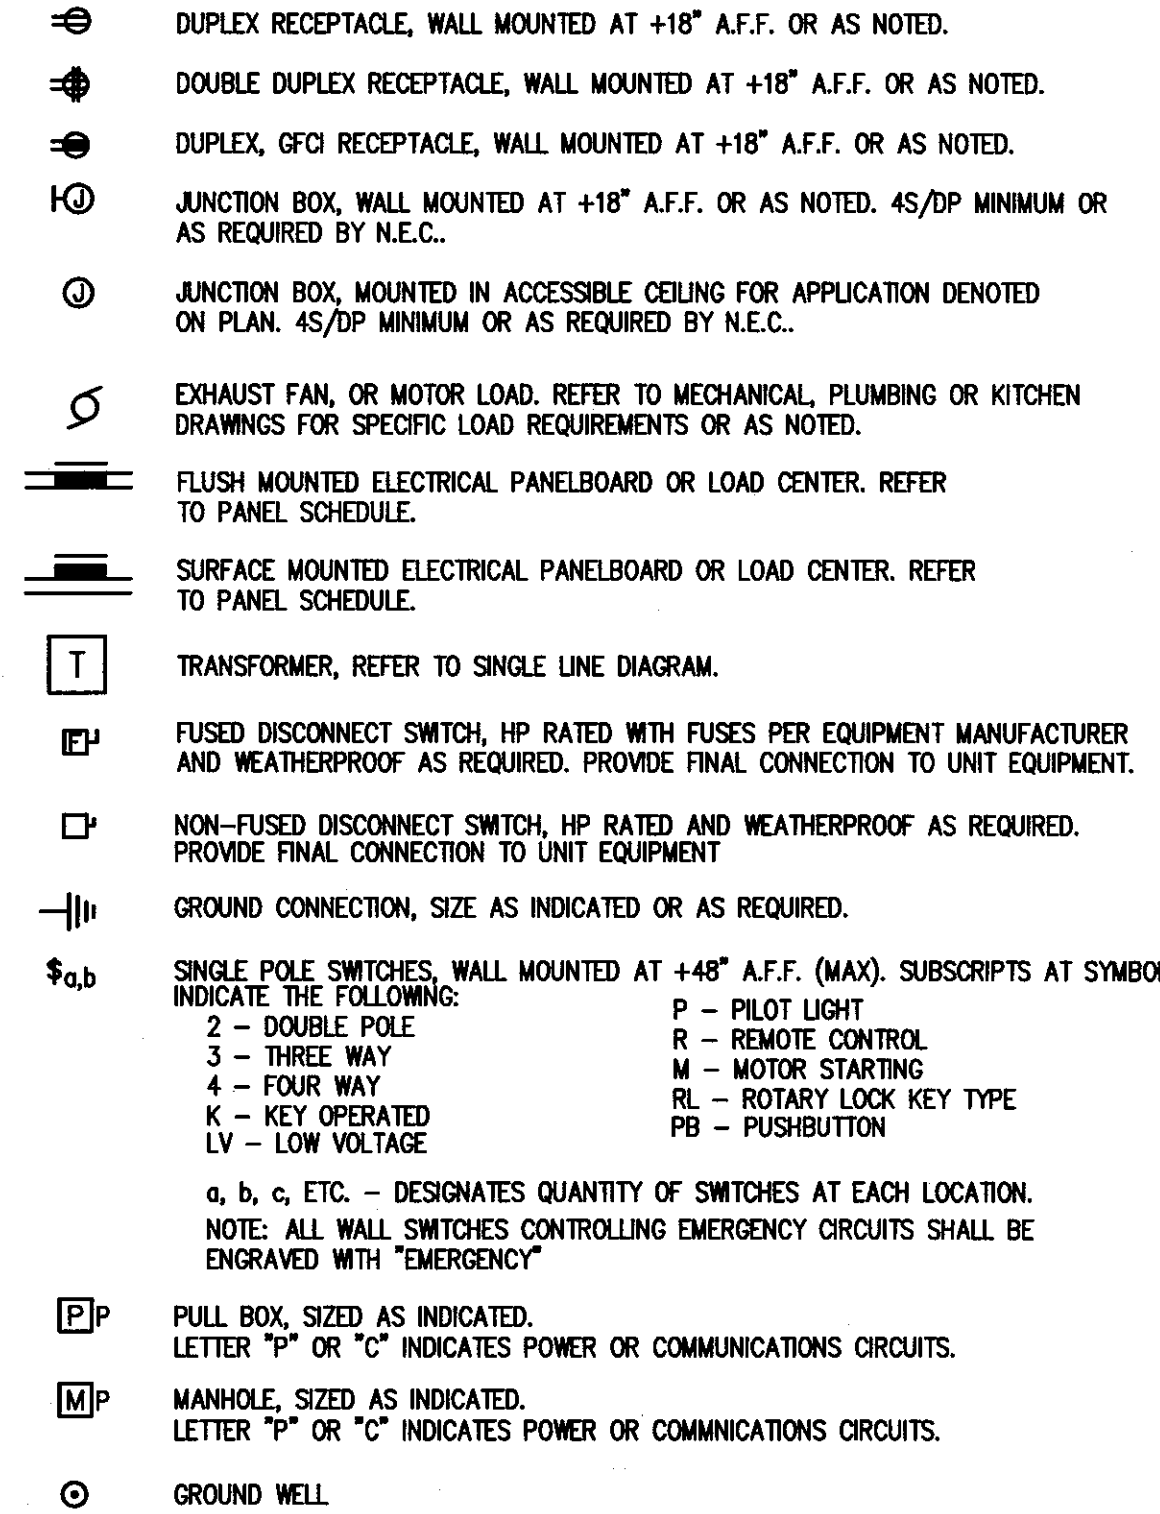 DUPLEX RECEPTACLE, WALL MOUNTED AT +18" A.F.F. OR AS NOTED.
DOUBLE DUPLEX RECEPTACLE, WALL MOUNTED AT +18" A.F.F. OR AS NOTED.
DUPLEX, GFCI RECEPTACLE, WALL MOUNTED AT +18" A.F.F. OR AS NOTED.
J JUNCTION BOX, WALL MOUNTED AT +18" A.F.F. OR AS NOTED. 4S/DP MINIMUM OR
AS REQUIRED BY N.E.C..
J JUNCTION BOX, MOUNTED IN ACCESSIBLE CEILING FOR APPLICATION DENOTED
ON PLAN. 4S/DP MINIMUM OR AS REQUIRED BY N.E.C..
EXHAUST FAN, OR MOTOR LOAD. REFER TO MECHANICAL, PLUMBING OR KITCHEN
DRAWINGS FOR SPECIFIC LOAD REQUIREMENTS OR AS NOTED.
FLUSH MOUNTED ELECTRICAL PANELBOARD OR LOAD CENTER. REFER
TO PANEL SCHEDULE.
SURFACE MOUNTED ELECTRICAL PANELBOARD OR LOAD CENTER. REFER
TO PANEL SCHEDULE.
T TRANSFORMER, REFER TO SINGLE LINE DIAGRAM.
F FUSED DISCONNECT SWITCH, HP RATED WITH FUSES PER EQUIPMENT MANUFACTURER
AND WEATHERPROOF AS REQUIRED. PROVIDE FINAL CONNECTION TO UNIT EQUIPMENT.
NON-FUSED DISCONNECT SWITCH, HP RATED AND WEATHERPROOF AS REQUIRED.
PROVIDE FINAL CONNECTION TO UNIT EQUIPMENT
GROUND CONNECTION, SIZE AS INDICATED OR AS REQUIRED.
$a,b SINGLE POLE SWITCHES, WALL MOUNTED AT +48" A.F.F. (MAX). SUBSCRIPTS AT SYMBOL
INDICATE THE FOLLOWING:
2 - DOUBLE POLE
3 - THREE WAY
4 - FOUR WAY
K - KEY OPERATED
LV - LOW VOLTAGE
P - PILOT LIGHT
R - REMOTE CONTROL
M - MOTOR STARTING
RL - ROTARY LOCK KEY TYPE
PB - PUSHBUTTON
a, b, c, ETC. - DESIGNATES QUANTITY OF SWITCHES AT EACH LOCATION.
NOTE: ALL WALL SWITCHES CONTROLLING EMERGENCY CIRCUITS SHALL BE
ENGRAVED WITH "EMERGENCY"
P P PULL BOX, SIZED AS INDICATED.
LETTER "P" OR "C" INDICATES POWER OR COMMUNICATIONS CIRCUITS.
M P MANHOLE, SIZED AS INDICATED.
LETTER "P" OR "C" INDICATES POWER OR COMMNICATIONS CIRCUITS.
GROUND WELL